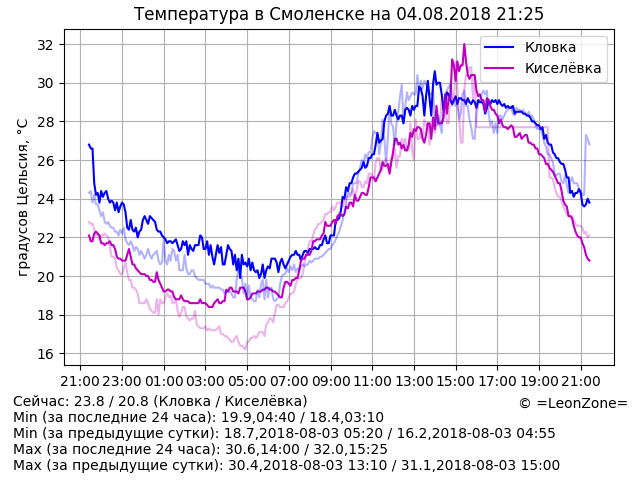 Температура в Смоленске на 04.08.2018 21:25
градусов Цельсия, °C
32
30
28
26
24
22
20
18
16
Кловка
Киселёвка
21:00 23:00 01:00 03:00 05:00 07:00 09:00 11:00 13:00 15:00 17:00 19:00 21:00
Сейчас: 23.8 / 20.8 (Кловка / Киселёвка)
© =LeonZone=
Min (за последние 24 часа): 19.9,04:40 / 18.4,03:10
Min (за предыдущие сутки): 18.7,2018-08-03 05:20 / 16.2,2018-08-03 04:55
Max (за последние 24 часа): 30.6,14:00 / 32.0,15:25
Max (за предыдущие сутки): 30.4,2018-08-03 13:10 / 31.1,2018-08-03 15:00